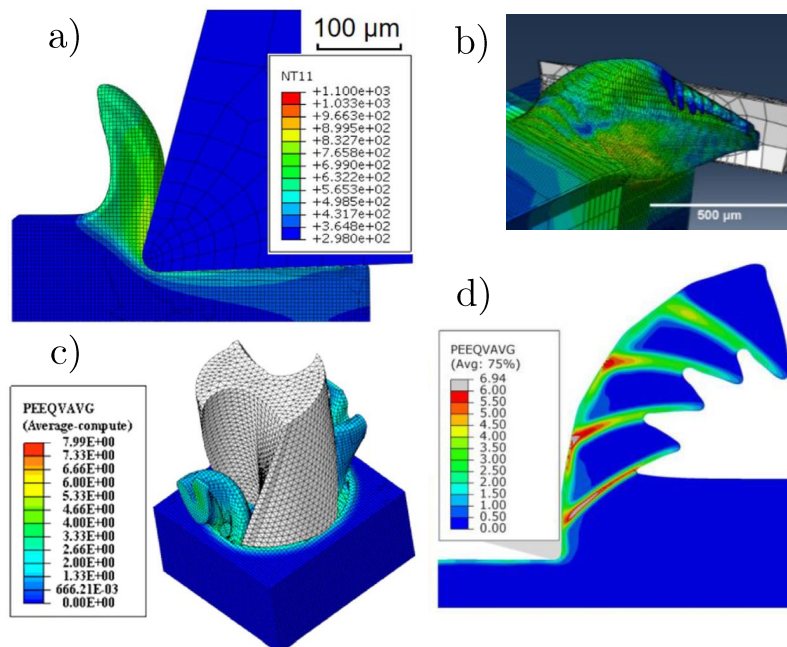 a)
100 µm
NT11
+1.100e+03
+1.033e+03
+9.663e+02
+8.995e+02
+8.327e+02
+7.658e+02
+6.990e+02
+6.322e+02
+5.653e+02
+4.985e+02
+4.317e+02
+3.648e+02
+2.980e+02
b)
500 µm
c)
PEEQVAVG
(Average-compute)
7.99E+00
7.33E+00
6.66E+00
5.99E+00
5.33E+00
4.66E+00
4.00E+00
3.33E+00
2.66E+00
2.00E+00
1.33E+00
666.21E-03
0.00E+00
d)
PEEQVAVG
(Avg: 75%)
6.94
6.00
5.50
5.00
4.50
4.00
3.50
3.00
2.50
2.00
1.50
1.00
0.50
0.00